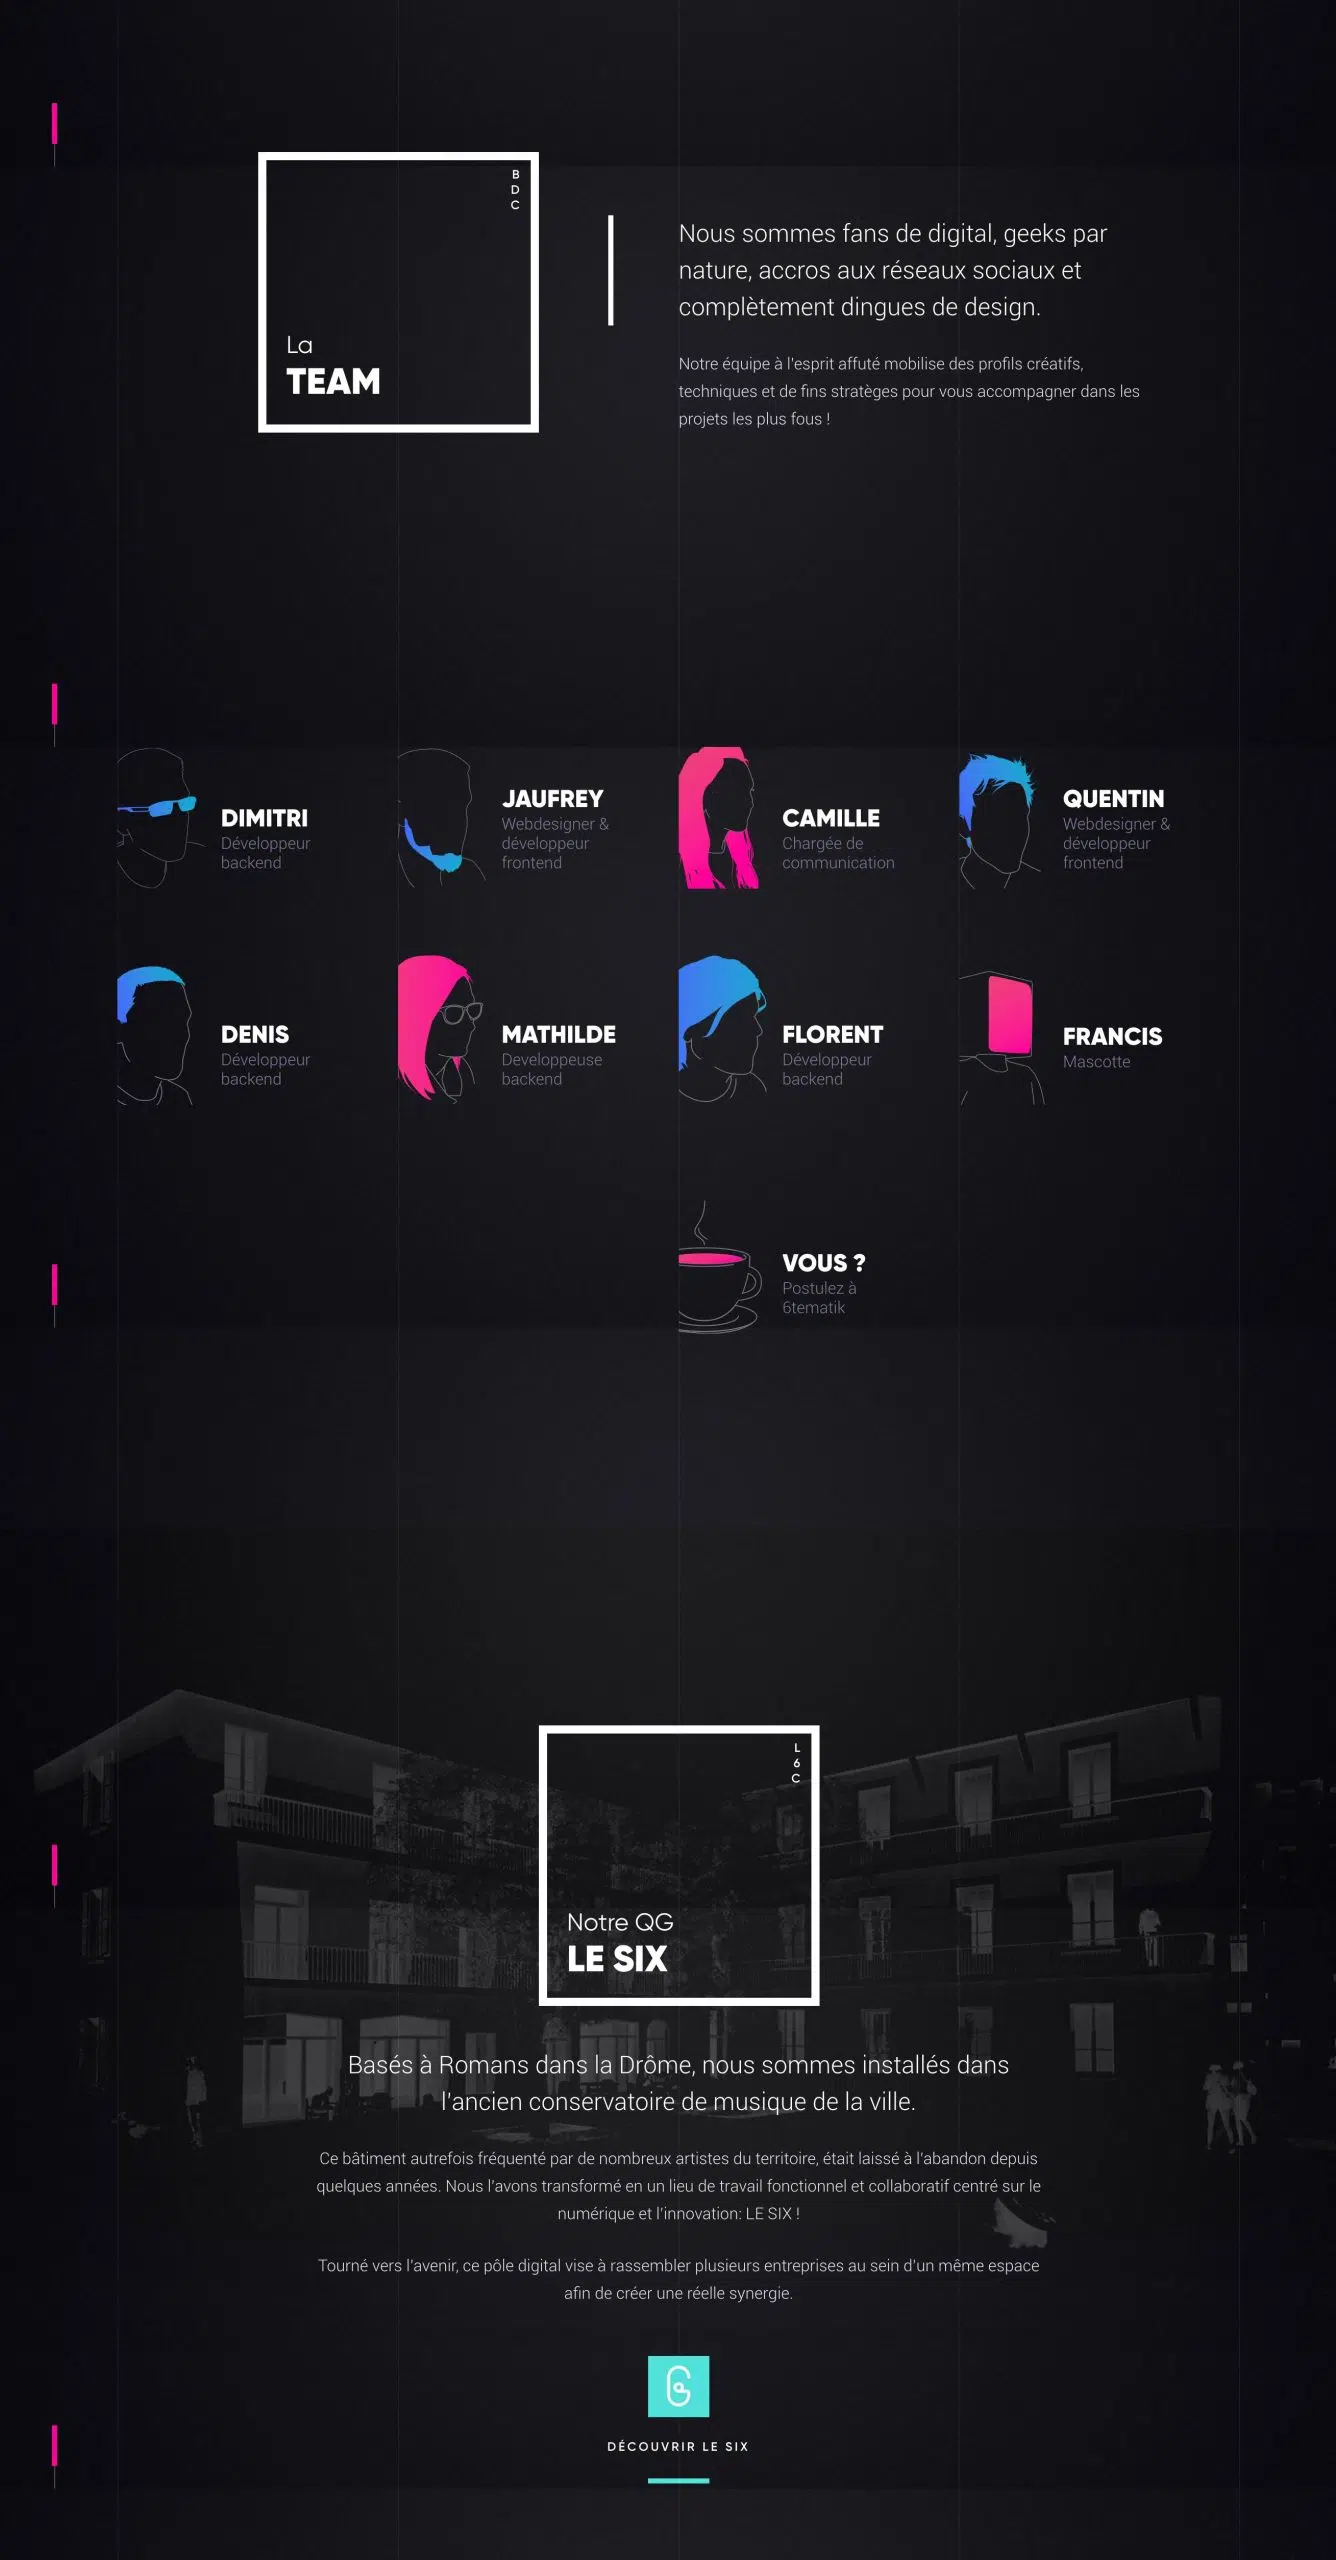 B
D
C
La
TEAM
Nous sommes fans de digital, geeks par
nature, accros aux réseaux sociaux et
complètement dingues de design.
Notre équipe à l'esprit affuté mobilise des profils créatifs,
techniques et de fins stratèges pour vous accompagner dans les
projets les plus fous !
DIMITRI
Développeur
backend
JAUFREY
Webdesigner &
développeur
frontend
CAMILLE
Chargée de
communication
QUENTIN
Webdesigner &
développeur
frontend
DENIS
Développeur
backend
MATHILDE
Developpeuse
backend
FLORENT
Développeur
backend
FRANCIS
Mascotte
VOUS ?
Postulez à
6tematik
L
6
C
Notre QG
LE SIX
Basés à Romans dans la Drôme, nous sommes installés dans
l'ancien conservatoire de musique de la ville.
Ce bâtiment autrefois fréquenté par de nombreux artistes du territoire, était laissé à l'abandon depuis
quelques années. Nous l'avons transformé en un lieu de travail fonctionnel et collaboratif centré sur le
numérique et l'innovation: LE SIX !
Tourné vers l'avenir, ce pôle digital vise à rassembler plusieurs entreprises au sein d'un même espace
afin de créer une réelle synergie.
DÉCOUVRIR LE SIX